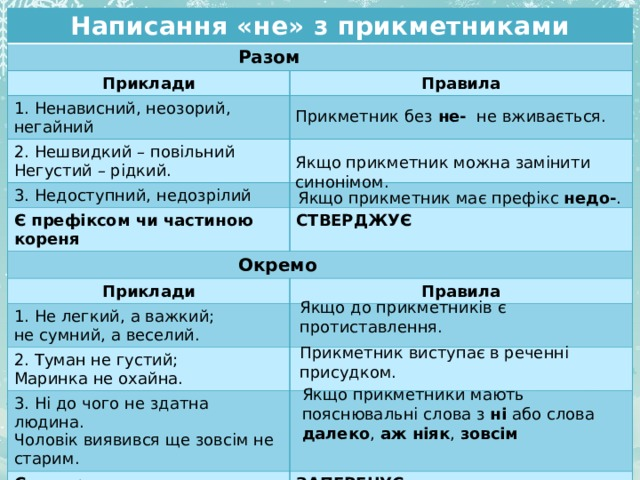 Написання «не» з прикметниками
Разом
Приклади Правила
1. Ненависний, неозорий,
негайний
Прикметник без не- не вживається.
2. Нешвидкий – повільний
Негустий – рідкий.
Якщо прикметник можна замінити
синонімом.
3. Недоступний, недозрілий
Якщо прикметник має префікс недо-.
Є префіксом чи частиною
кореня
СТВЕРДЖУЄ
Окремо
Приклади Правила
1. Не легкий, а важкий;
не сумний, а веселий.
Якщо до прикметників є
протиставлення.
2. Туман не густий;
Маринка не охайна.
Прикметник виступає в реченні
присудком.
3. Ні до чого не здатна
людина.
Чоловік виявився ще зовсім не
старим.
Якщо прикметники мають
пояснювальні слова з ні або слова
далеко, аж ніяк, зовсім